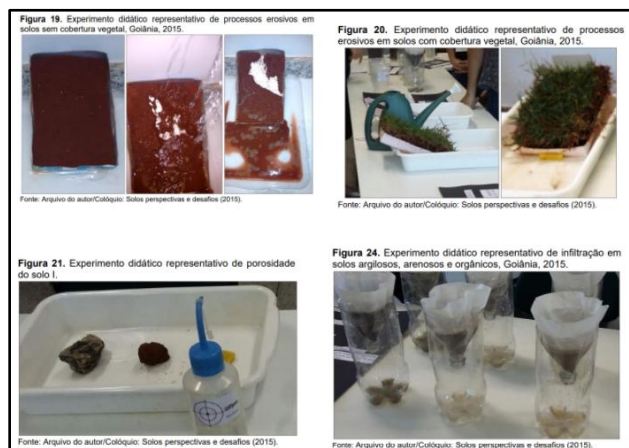 Figura 19. Experimento didático representativo de processos erosivos em
solos sem cobertura vegetal, Goiânia, 2015.
Fonte: Arquivo do autor/Colóquio: Solos perspectivas e desafios (2015).
Figura 20. Experimento didático representativo de processos
erosivos em solos com cobertura vegetal, Goiânia, 2015.
Fonte: Arquivo do autor/Colóquio: Solos perspectivas e desafios (2015).
Figura 21. Experimento didático representativo de porosidade
do solo I.
Fonte: Arquivo do autor/Colóquio: Solos perspectivas e desafios (2015).
Figura 24. Experimento didático representativo de infiltração em
solos argilosos, arenosos e orgânicos, Goiânia, 2015.
Fonte: Arquivo do autor/Colóquio: Solos perspectivas e desafios (2015).